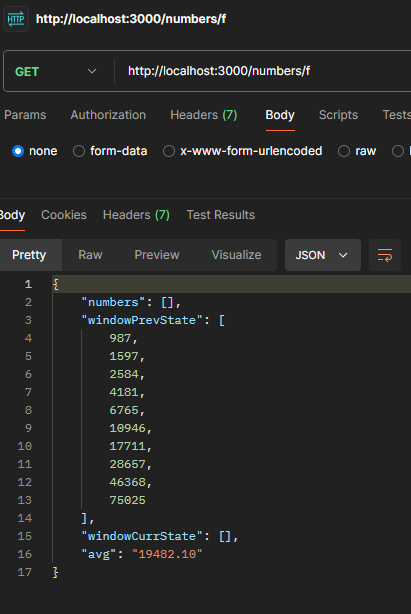 HTTP http://localhost:3000/numbers/f
GET http://localhost:3000/numbers/f
Params Authorization Headers (7) Body Scripts Tests
none form-data x-www-form-urlencoded raw
Body Cookies Headers (7) Test Results
Pretty Raw Preview Visualize JSON
1 {
2 "numbers": [],
3 "windowPrevState": [
4 987,
5 1597,
6 2584,
7 4181,
8 6765,
9 10946,
10 17711,
11 28657,
12 46368,
13 75025
14 ],
15 "windowCurrState": [],
16 "avg": "19482.10"
17 }